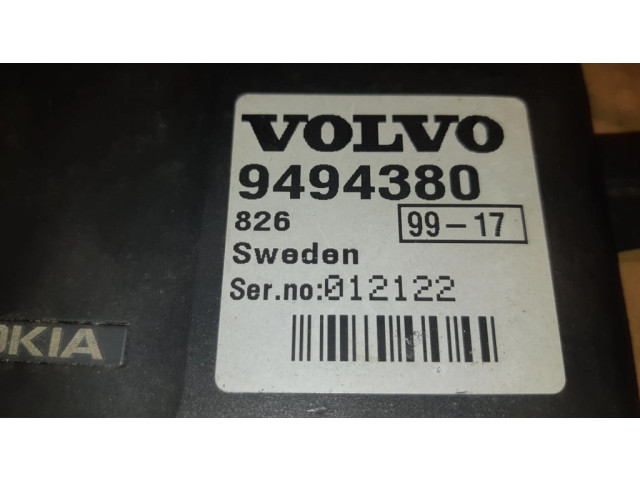 VOLVO
9494380
826 99-17
Sweden
Ser.no:012122
OKIA